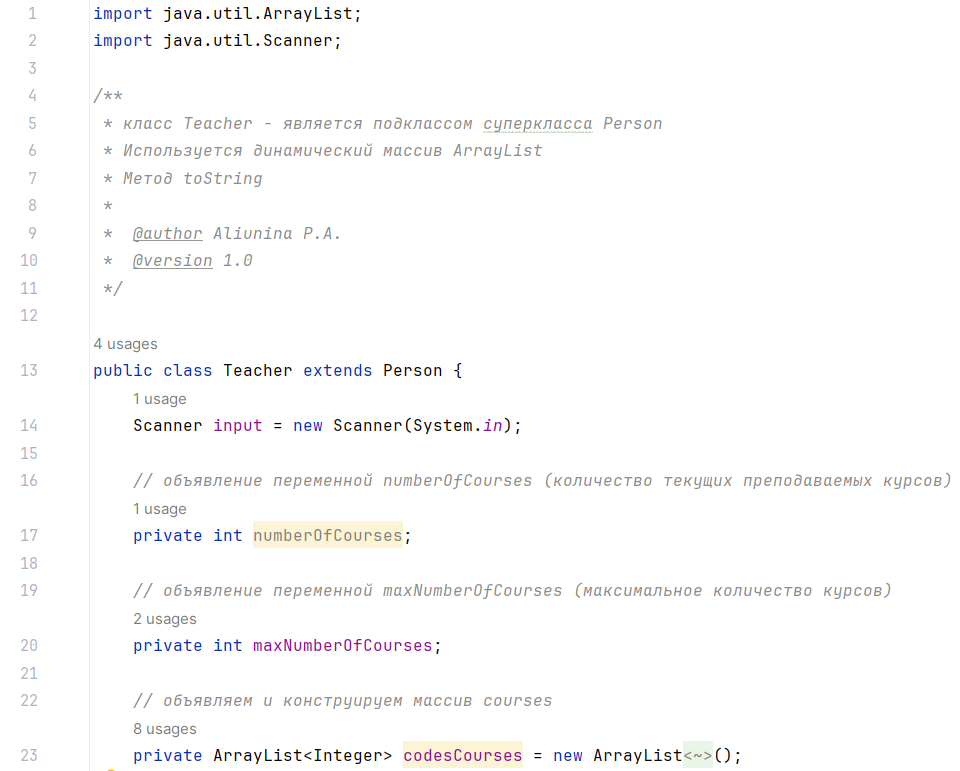 1 import java.util.ArrayList;
2 import java.util.Scanner;
3
4 /**
5 * класс Teacher - является подклассом суперкласса Person
6 * Используется динамический массив ArrayList
7 * Метод toString
8 *
9 * @author Aliunina P.A.
10 * @version 1.0
11 */
12
4 usages
13 public class Teacher extends Person {
1 usage
14 Scanner input = new Scanner(System.in);
15
16 // объявление переменной numberOfCourses (количество текущих преподаваемых курсов)
1 usage
17 private int numberOfCourses;
18
19 // объявление переменной maxNumberOfCourses (максимальное количество курсов)
2 usages
20 private int maxNumberOfCourses;
21
22 // объявляем и конструируем массив courses
8 usages
23 private ArrayList<Integer> codesCourses = new ArrayList<~>();